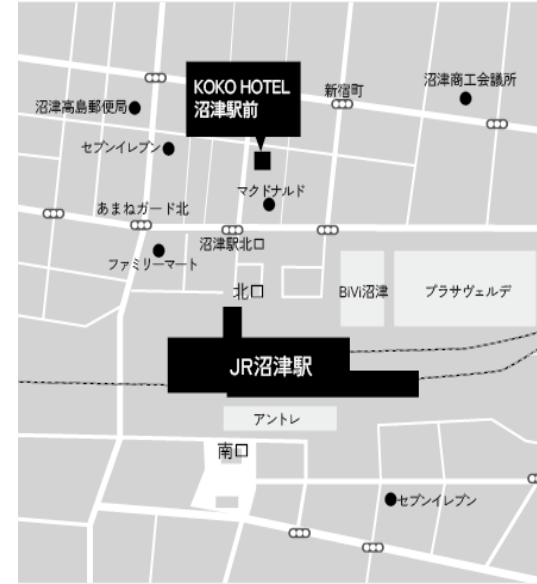 沼津商工会議所
KOKO HOTEL
沼津駅前
新宿町
沼津高島郵便局
セブンイレブン
マクドナルド
あまねガード北
沼津駅北口
ファミリーマート
北口
BiVi沼津
プラサヴェルデ
JR沼津駅
アントレ
南口
セブンイレブン